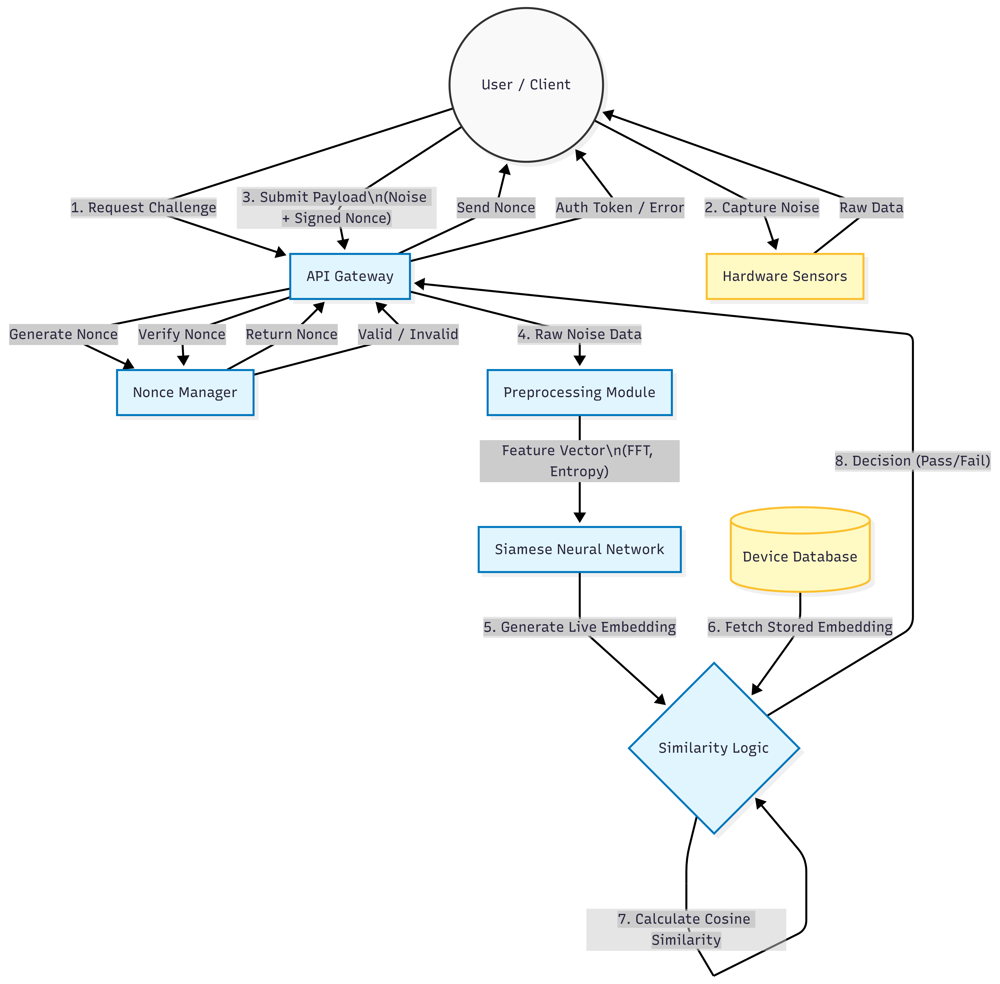 User / Client
1. Request Challenge
3. Submit Payload\n(Noise
+ Signed Nonce)
Send Nonce
Auth Token / Error
2. Capture Noise
Raw Data
API Gateway
Hardware Sensors
Generate Nonce
Verify Nonce
Return Nonce
Valid / Invalid
4. Raw Noise Data
Nonce Manager
Preprocessing Module
Feature Vector\n(FFT,
Entropy)
8. Decision (Pass/Fail)
Siamese Neural Network
Device Database
5. Generate Live Embedding
6. Fetch Stored Embedding
Similarity Logic
7. Calculate Cosine
Similarity